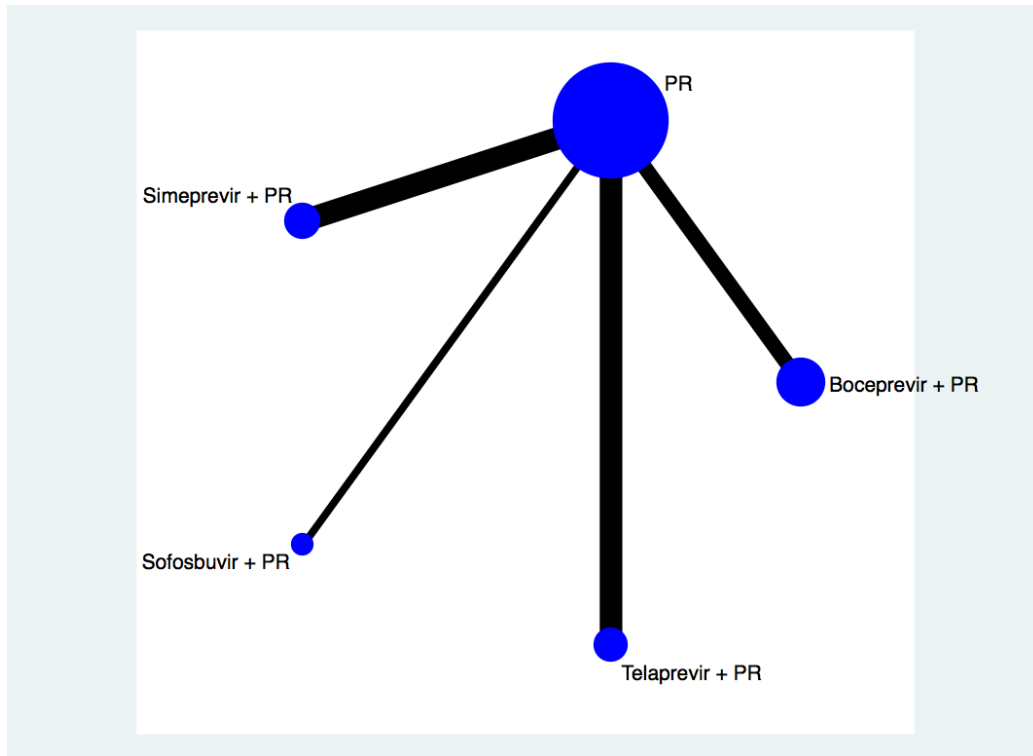 PR
Simeprevir + PR
Boceprevir + PR
Sofosbuvir + PR
Telaprevir + PR